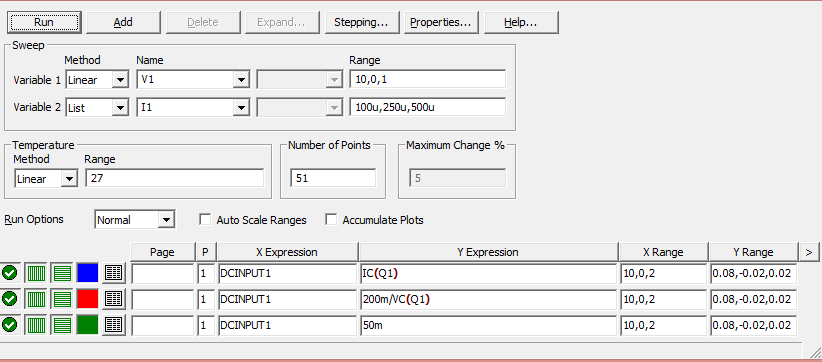 Run Add Delete Expand... Stepping... Properties... Help...
Sweep
Method Name Range
Variable 1 Linear V1 10,0,1
Variable 2 List I1 100u,250u,500u
Temperature Number of Points Maximum Change %
Method Range
Linear 27 51 5
Run Options Normal Auto Scale Ranges Accumulate Plots
Page P X Expression Y Expression X Range Y Range >
1 DCINPUT1 IC(Q1) 10,0,2 0.08,-0.02,0.02
1 DCINPUT1 200m/VC(Q1) 10,0,2 0.08,-0.02,0.02
1 DCINPUT1 50m 10,0,2 0.08,-0.02,0.02